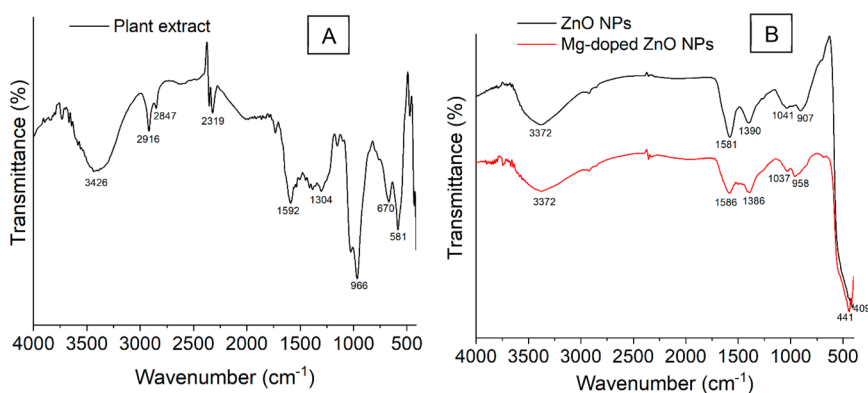 Plant extract
A
2847
2916
2319
3426
1592
1304
670
581
966
Transmittance (%)
4000 3500 3000 2500 2000 1500 1000 500
Wavenumber (cm⁻¹)
ZnO NPs
Mg-doped ZnO NPs
B
3372
1581
1390
1041
907
3372
1586
1386
1037
958
409
441
Transmittance (%)
4000 3500 3000 2500 2000 1500 1000 500
Wavenumber (cm⁻¹)